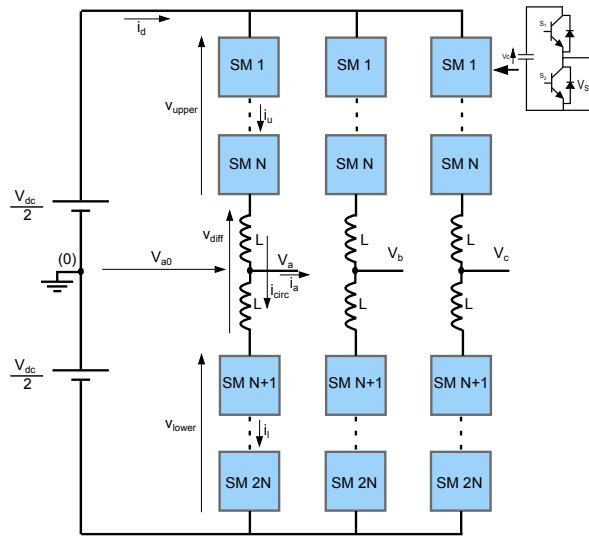 i_d
SM 1
SM 1
SM 1
V_c
S_1
S_2
V_S
v_upper
i_u
SM N
SM N
SM N
V_dc
2
v_diff
L
L
L
(0)
V_a0
V_a
i_a
i_circ
V_b
V_c
L
L
L
V_dc
2
SM N+1
SM N+1
SM N+1
v_lower
i_l
SM 2N
SM 2N
SM 2N